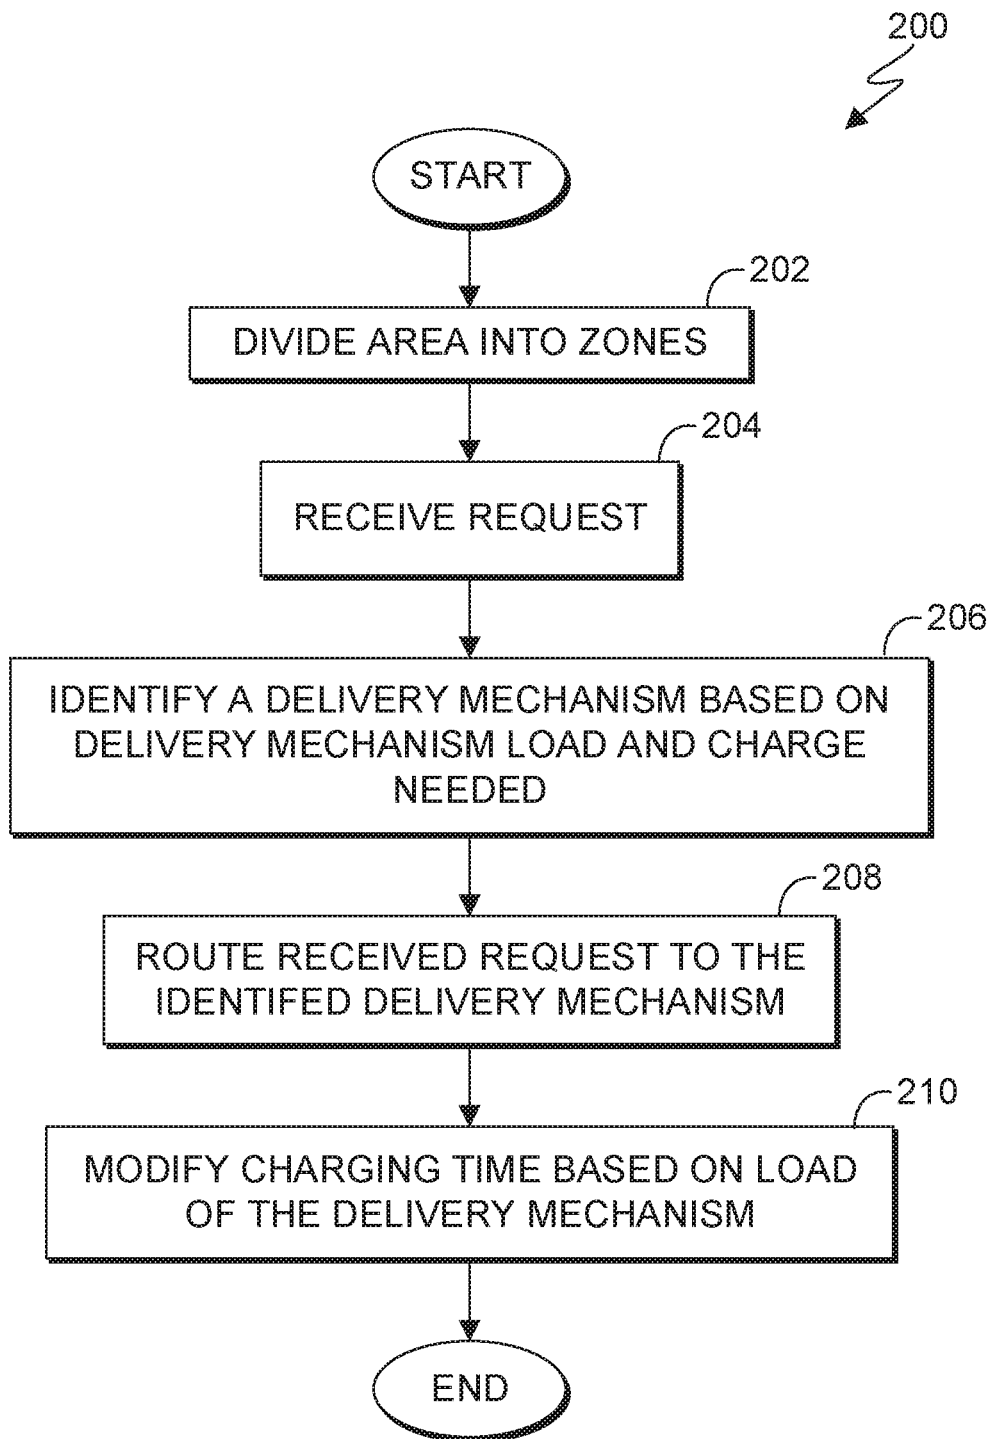 200
START
202
DIVIDE AREA INTO ZONES
204
RECEIVE REQUEST
206
IDENTIFY A DELIVERY MECHANISM BASED ON
DELIVERY MECHANISM LOAD AND CHARGE
NEEDED
208
ROUTE RECEIVED REQUEST TO THE
IDENTIFED DELIVERY MECHANISM
210
MODIFY CHARGING TIME BASED ON LOAD
OF THE DELIVERY MECHANISM
END